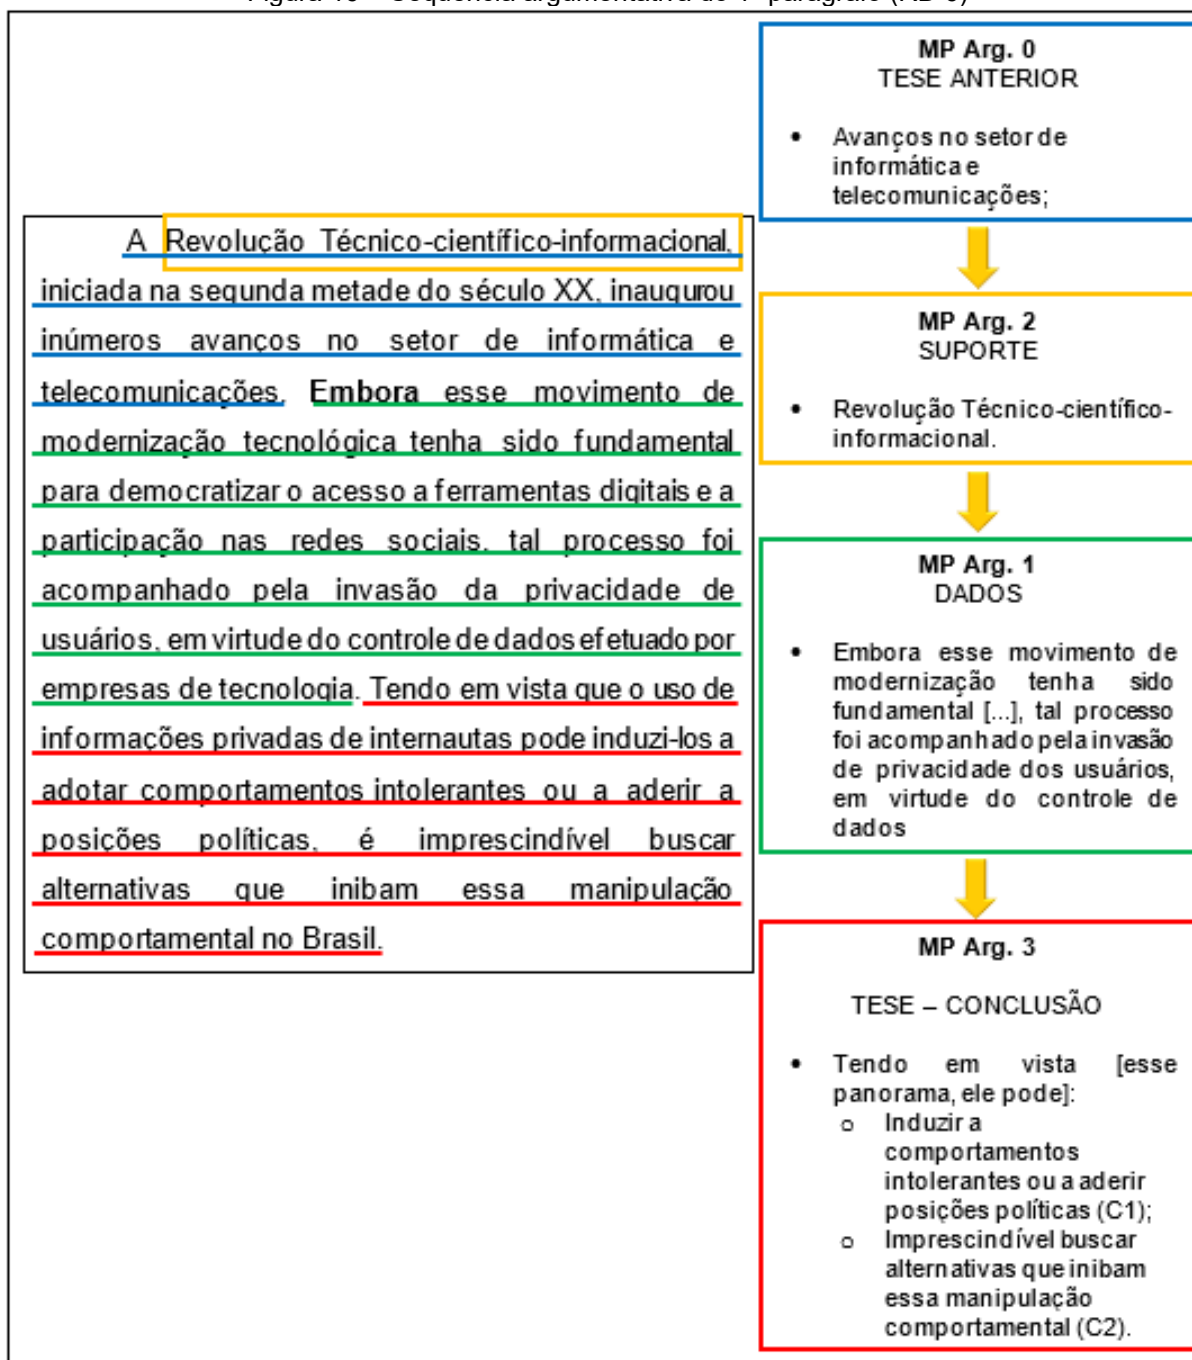 A Revolução Técnico-científico-informacional,
iniciada na segunda metade do século XX, inaugurou
inúmeros avanços no setor de informática e
telecomunicações. Embora esse movimento de
modernização tecnológica tenha sido fundamental
para democratizar o acesso a ferramentas digitais e a
participação nas redes sociais, tal processo foi
acompanhado pela invasão da privacidade de
usuários, em virtude do controle de dados efetuado por
empresas de tecnologia. Tendo em vista que o uso de
informações privadas de internautas pode induzi-los a
adotar comportamentos intolerantes ou a aderir a
posições políticas, é imprescindível buscar
alternativas que inibam essa manipulação
comportamental no Brasil.
MP Arg. 0
TESE ANTERIOR
• Avanços no setor de
informática e
telecomunicações;
MP Arg. 2
SUPORTE
• Revolução Técnico-científico-
informacional.
MP Arg. 1
DADOS
• Embora esse movimento de
modernização tenha sido
fundamental [...], tal processo
foi acompanhado pela invasão
de privacidade dos usuários,
em virtude do controle de
dados
MP Arg. 3
TESE – CONCLUSÃO
• Tendo em vista [esse
panorama, ele pode]:
o Induzir a
comportamentos
intolerantes ou a aderir
posições políticas (C1);
o Imprescindível buscar
alternativas que inibam
essa manipulação
comportamental (C2).